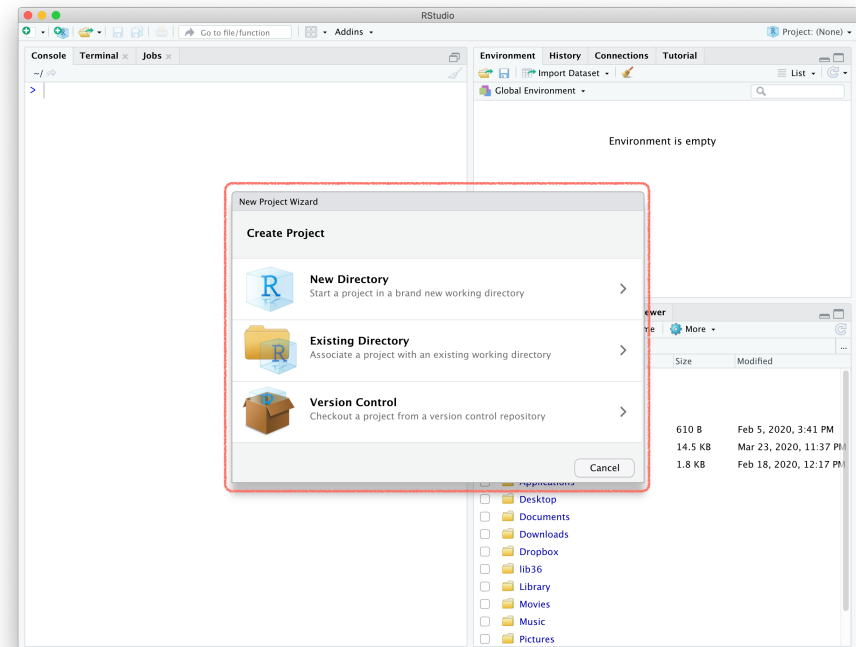 RStudio
Go to file/function
Addins
Project: (None)
Console Terminal Jobs
~/
>
Environment History Connections Tutorial
Import Dataset
List
Global Environment
Environment is empty
New Project Wizard
Create Project
New Directory
Start a project in a brand new working directory
Existing Directory
Associate a project with an existing working directory
Version Control
Checkout a project from a version control repository
Cancel
More
...
Size Modified
610 B Feb 5, 2020, 3:41 PM
14.5 KB Mar 23, 2020, 11:37 PM
1.8 KB Feb 18, 2020, 12:17 PM
Applications
Desktop
Documents
Downloads
Dropbox
lib36
Library
Movies
Music
Pictures